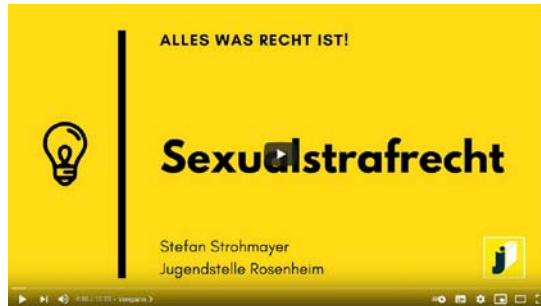 ALLES WAS RECHT IST!
Sexualstrafrecht
Stefan Strohmayer
Jugendstelle Rosenheim
j